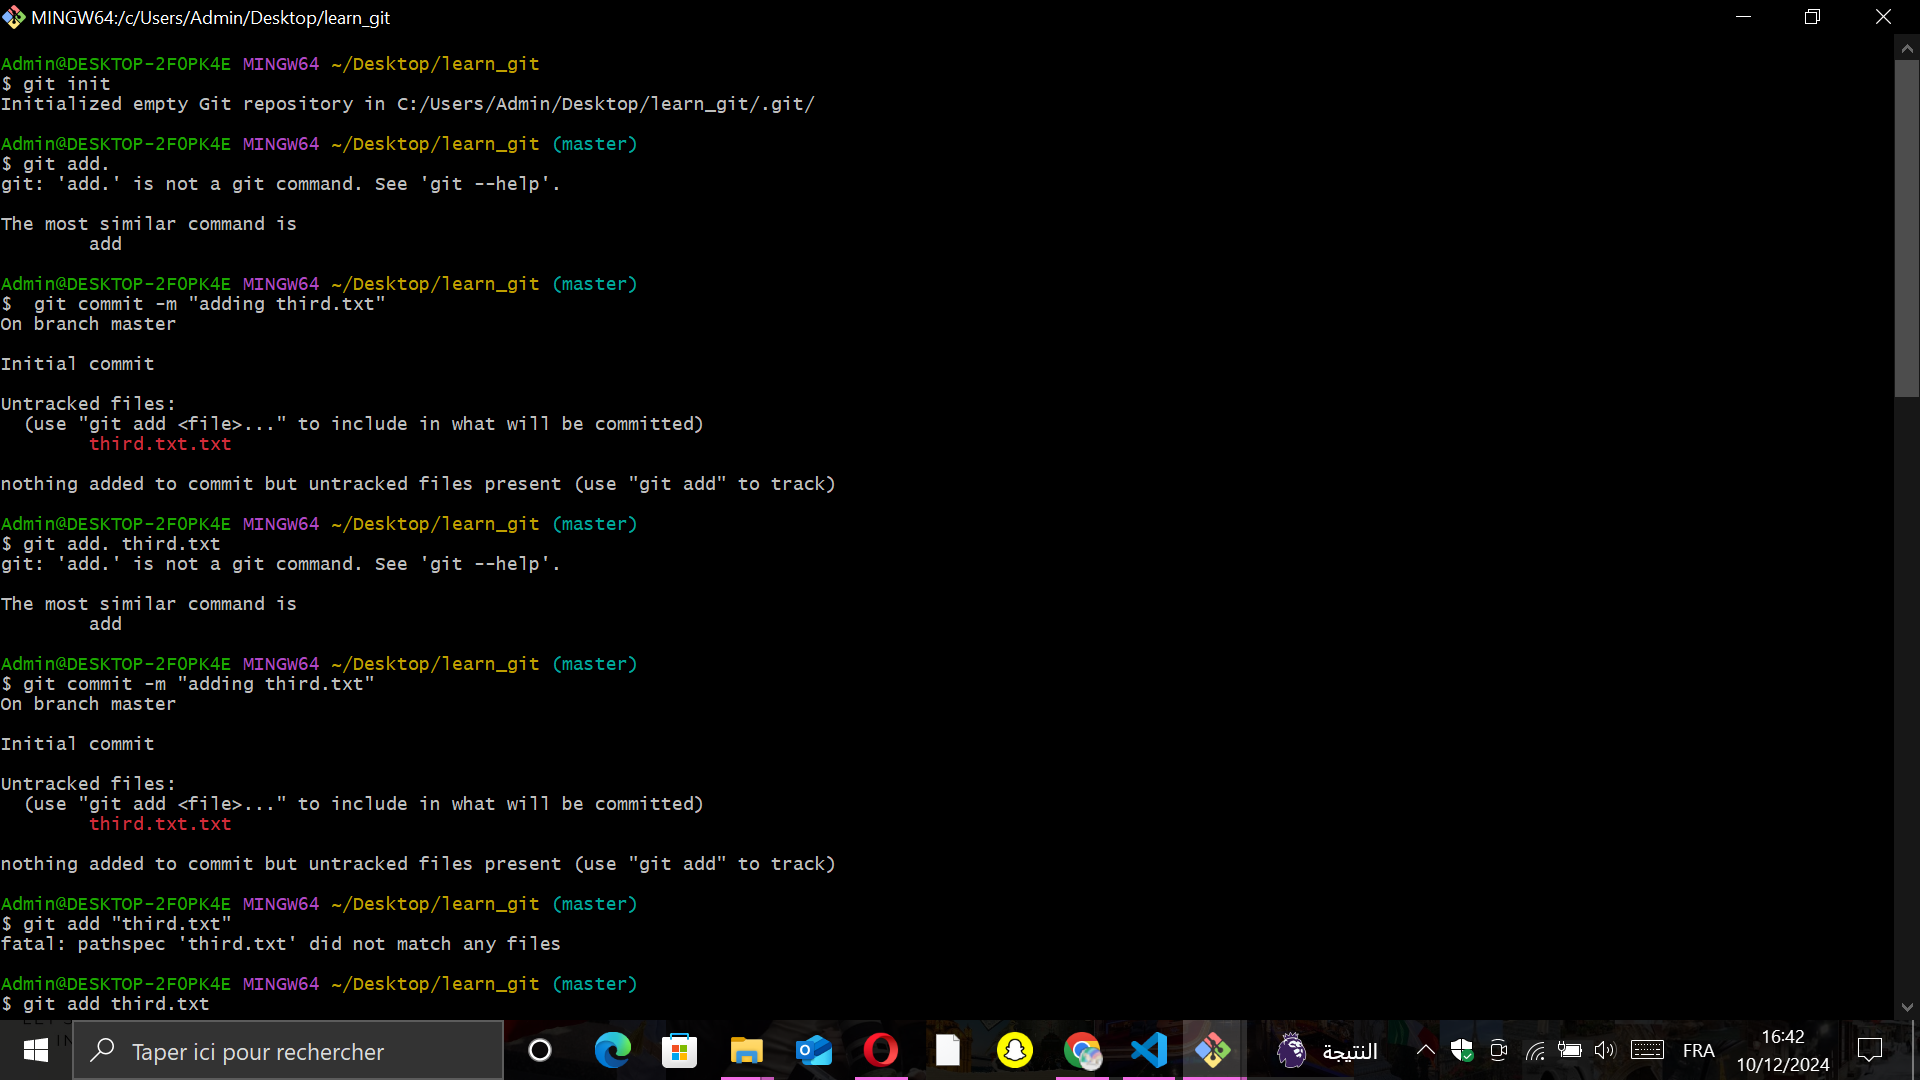 MINGW64:/c/Users/Admin/Desktop/learn_git
Admin@DESKTOP-2F0PK4E MINGW64 ~/Desktop/learn_git
$ git init
Initialized empty Git repository in C:/Users/Admin/Desktop/learn_git/.git/
Admin@DESKTOP-2F0PK4E MINGW64 ~/Desktop/learn_git (master)
$ git add.
git: 'add.' is not a git command. See 'git --help'.
The most similar command is
add
Admin@DESKTOP-2F0PK4E MINGW64 ~/Desktop/learn_git (master)
$  git commit -m "adding third.txt"
On branch master
Initial commit
Untracked files:
(use "git add <file>..." to include in what will be committed)
third.txt.txt
nothing added to commit but untracked files present (use "git add" to track)
Admin@DESKTOP-2F0PK4E MINGW64 ~/Desktop/learn_git (master)
$ git add. third.txt
git: 'add.' is not a git command. See 'git --help'.
The most similar command is
add
Admin@DESKTOP-2F0PK4E MINGW64 ~/Desktop/learn_git (master)
$ git commit -m "adding third.txt"
On branch master
Initial commit
Untracked files:
(use "git add <file>..." to include in what will be committed)
third.txt.txt
nothing added to commit but untracked files present (use "git add" to track)
Admin@DESKTOP-2F0PK4E MINGW64 ~/Desktop/learn_git (master)
$ git add "third.txt"
fatal: pathspec 'third.txt' did not match any files
Admin@DESKTOP-2F0PK4E MINGW64 ~/Desktop/learn_git (master)
$ git add third.txt
Taper ici pour rechercher
النتيجة
FRA
16:42
10/12/2024